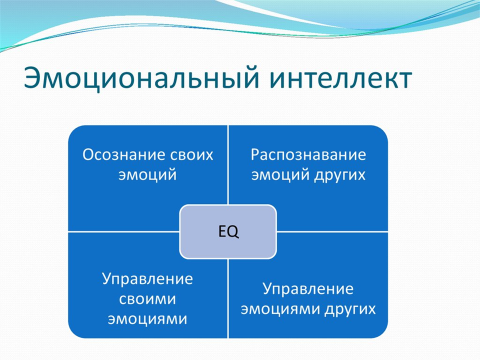 Эмоциональный интеллект
Осознание своих
эмоций
Распознавание
эмоций других
EQ
Управление
своими
эмоциями
Управление
эмоциями других